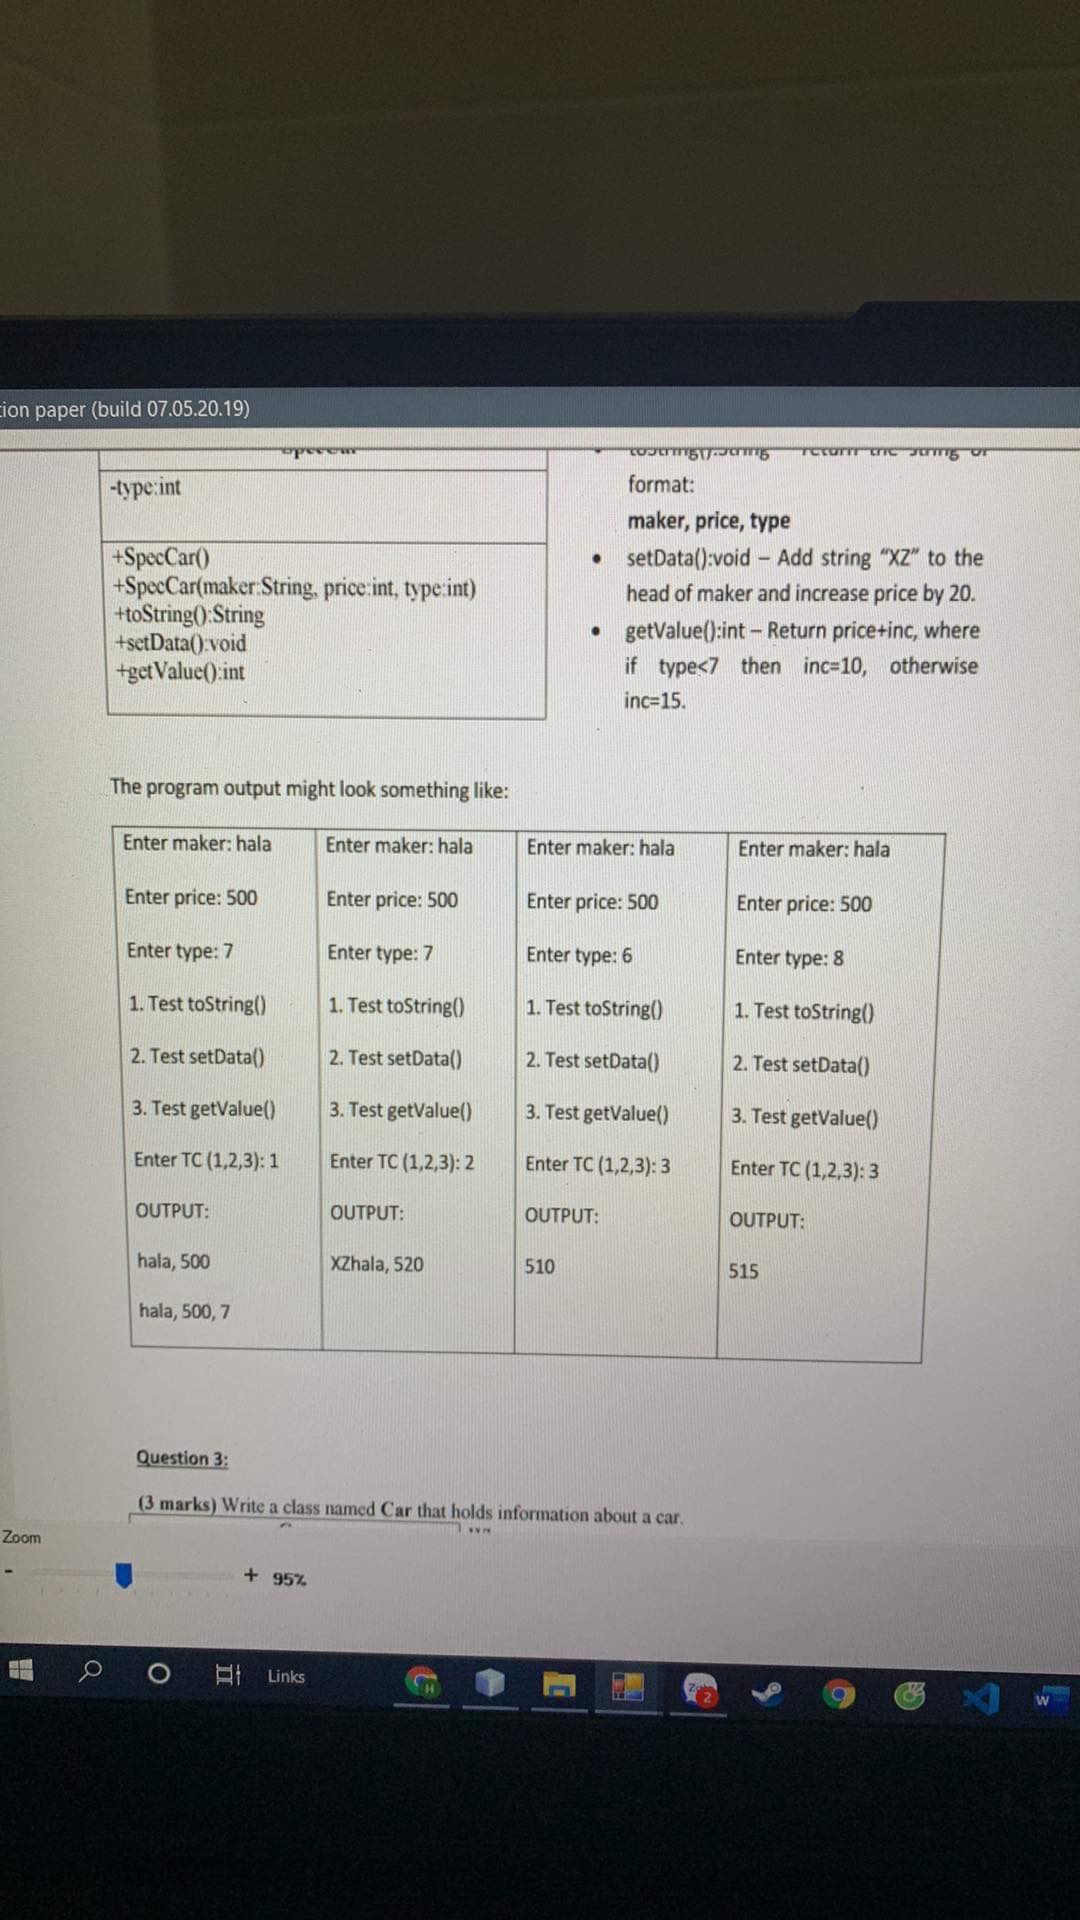 tion paper (build 07.05.20.19)
SpecCar
-type:int
+SpecCar()
+SpecCar(maker:String, price:int, type:int)
+toString():String
+setData():void
+getValue():int
toString():String return the string of
format:
maker, price, type
• setData():void – Add string “XZ” to the
head of maker and increase price by 20.
• getValue():int – Return price+inc, where
if type<7 then inc=10, otherwise
inc=15.
The program output might look something like:
Enter maker: hala
Enter price: 500
Enter type: 7
1. Test toString()
2. Test setData()
3. Test getValue()
Enter TC (1,2,3): 1
OUTPUT:
hala, 500
hala, 500, 7
Enter maker: hala
Enter price: 500
Enter type: 7
1. Test toString()
2. Test setData()
3. Test getValue()
Enter TC (1,2,3): 2
OUTPUT:
XZhala, 520
Enter maker: hala
Enter price: 500
Enter type: 6
1. Test toString()
2. Test setData()
3. Test getValue()
Enter TC (1,2,3): 3
OUTPUT:
510
Enter maker: hala
Enter price: 500
Enter type: 8
1. Test toString()
2. Test setData()
3. Test getValue()
Enter TC (1,2,3): 3
OUTPUT:
515
Question 3:
(3 marks) Write a class named Car that holds information about a car.
Zoom
- + 95%
Links
H
2
W